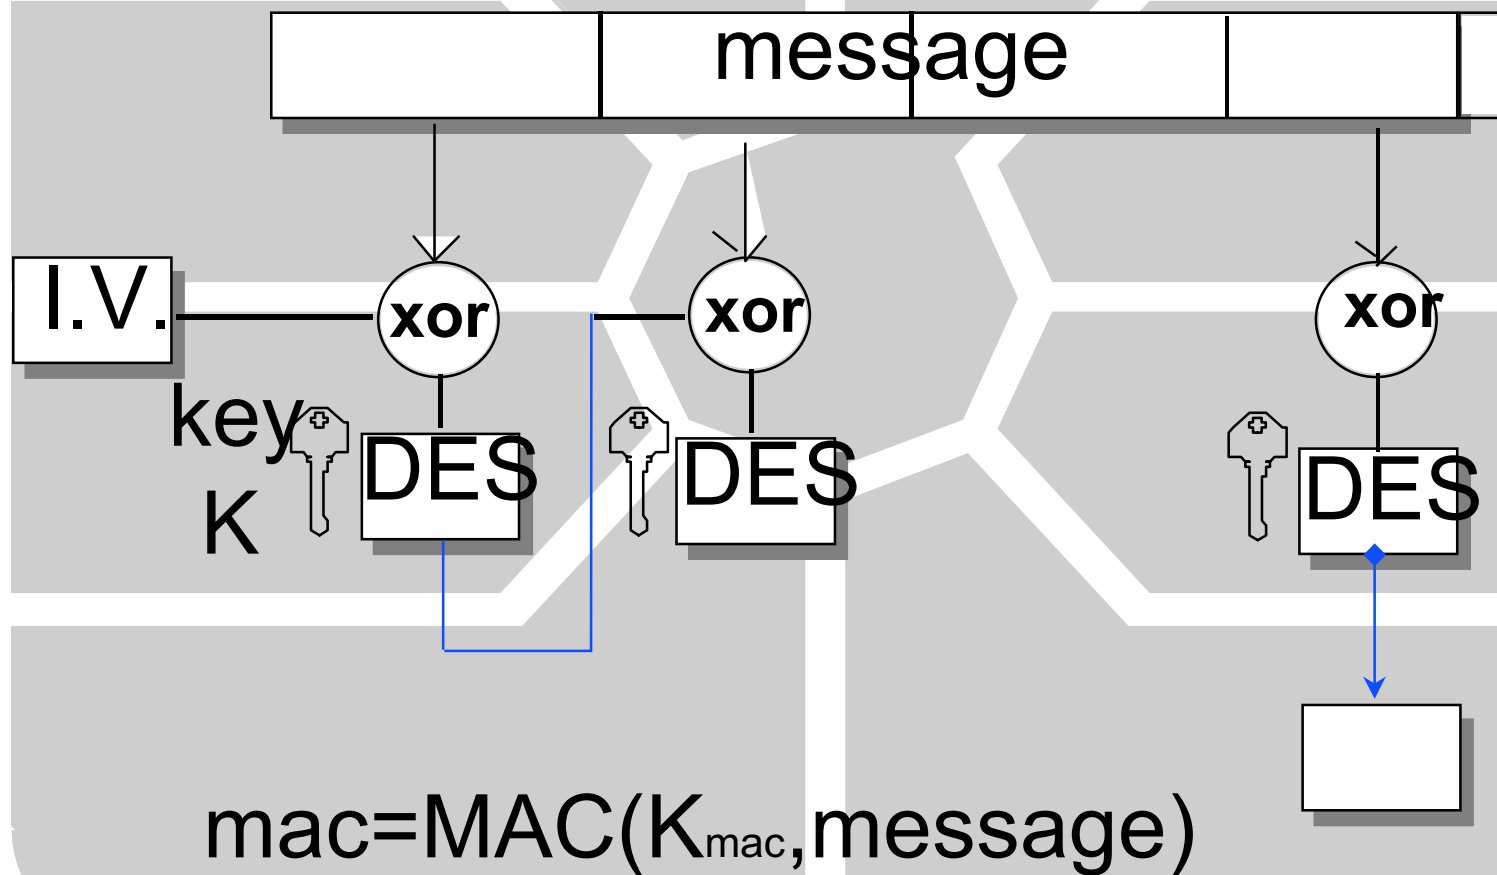 message
I.V.
xor
xor
xor
key
K
DES
DES
DES
mac=MAC(Kmac,message)